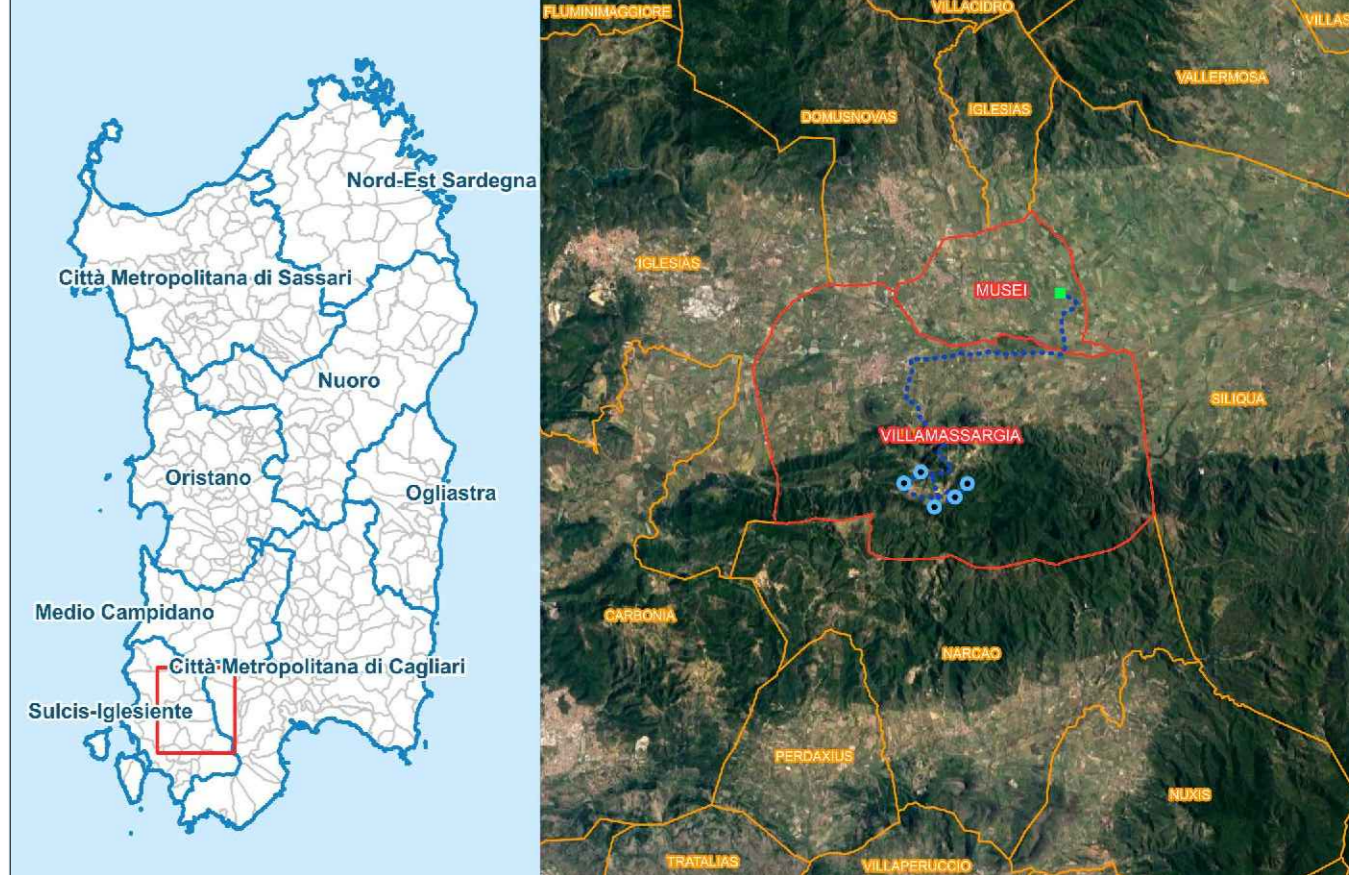 Nord-Est Sardegna
Città Metropolitana di Sassari
Nuoro
Oristano
Ogliastra
Medio Campidano
Città Metropolitana di Cagliari
Sulcis-Iglesiente
FLUMINIMAGGIORE
VILLACIDRO
VILLAS
VALLERMOSA
DOMUSNOVAS
IGLESIAS
IGLESIAS
MUSEI
SILIQUA
VILLAMASSARGIA
CARBONIA
NARCAO
PERDAXIUS
NUXIS
TRATALIAS
VILLAPERUCCIO